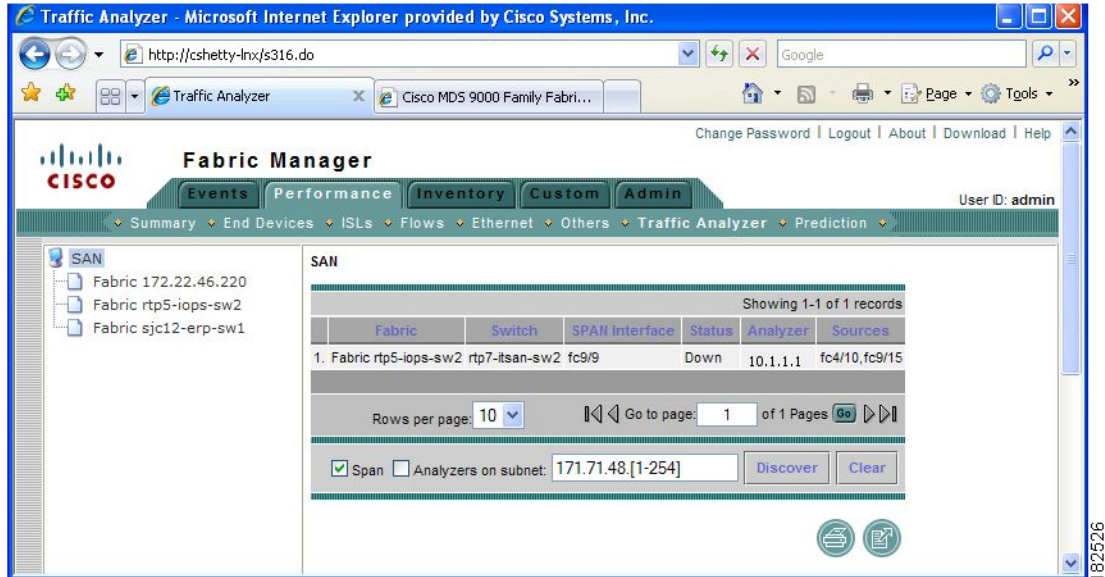 Traffic Analyzer - Microsoft Internet Explorer provided by Cisco Systems, Inc.
http://cshetty-lnx/s316.do
Google
Traffic Analyzer
Cisco MDS 9000 Family Fabri...
Page
Tools
Change Password | Logout | About | Download | Help
CISCO
Fabric Manager
Events Performance Inventory Custom Admin
User ID: admin
Summary End Devices ISLs Flows Ethernet Others Traffic Analyzer Prediction
SAN
Fabric 172.22.46.220
Fabric rtp5-iops-sw2
Fabric sjc12-erp-sw1
SAN
Showing 1-1 of 1 records
Fabric Switch SPAN Interface Status Analyzer Sources
1. Fabric rtp5-iops-sw2 rtp7-itsan-sw2 fc9/9 Down 10.1.1.1 fc4/10,fc9/15
Rows per page: 10 Go to page: 1 of 1 Pages Go
Span Analyzers on subnet: 171.71.48.[1-254] Discover Clear
182526